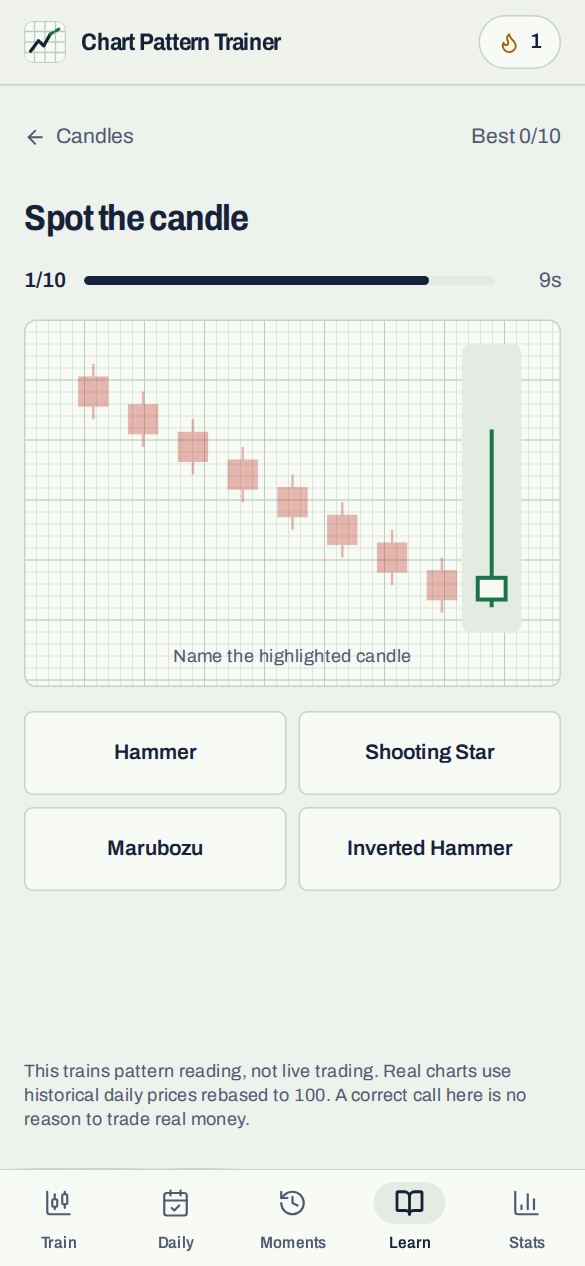 Chart Pattern Trainer
1
Candles
Best 0/10
Spot the candle
1/10
9s
Name the highlighted candle
Hammer
Shooting Star
Marubozu
Inverted Hammer
This trains pattern reading, not live trading. Real charts use
historical daily prices rebased to 100. A correct call here is no
reason to trade real money.
Train
Daily
Moments
Learn
Stats